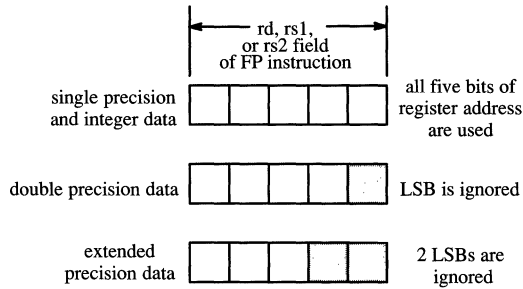 rd, rs1,
or rs2 field
of FP instruction
single precision
and integer data
all five bits of
register address
are used
double precision data
LSB is ignored
extended
precision data
2 LSBs are
ignored